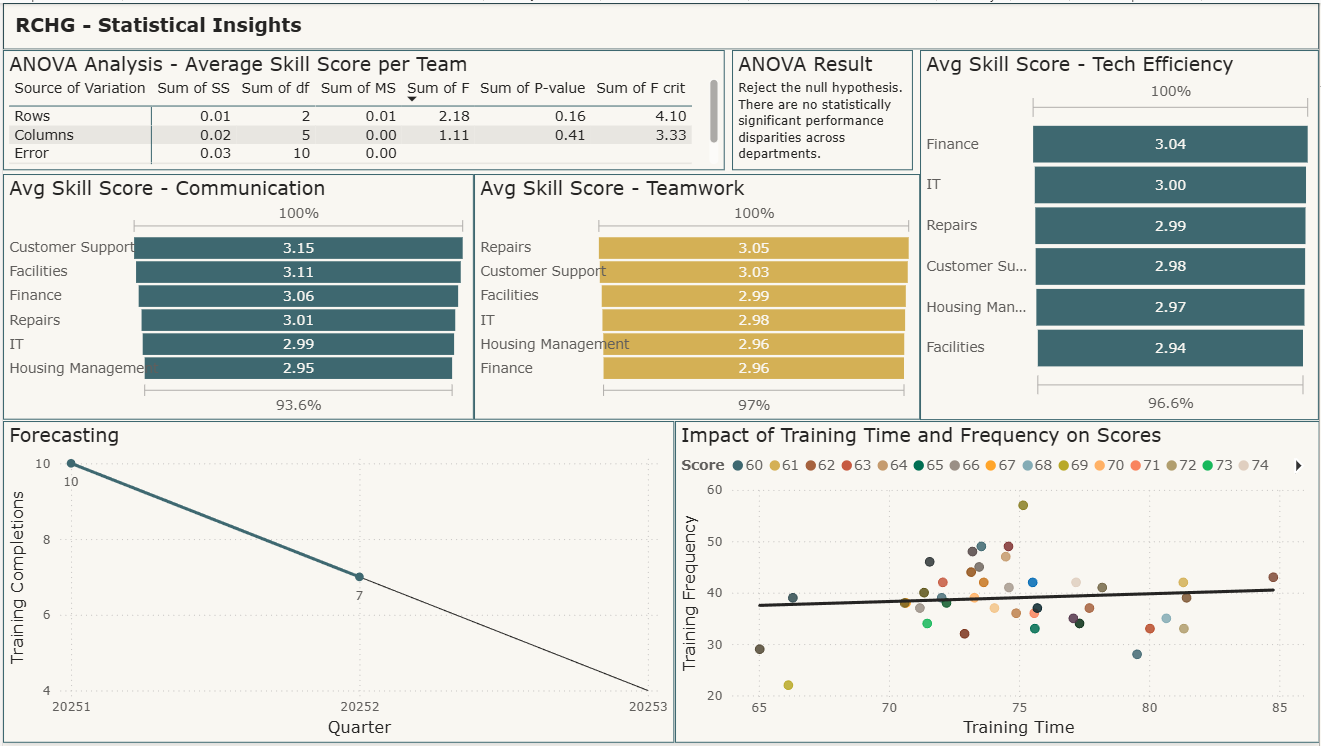 RCHG - Statistical Insights
ANOVA Analysis - Average Skill Score per Team
Source of Variation Sum of SS Sum of df Sum of MS Sum of F Sum of P-value Sum of F crit
Rows 0.01 2 0.01 2.18 0.16 4.10
Columns 0.02 5 0.00 1.11 0.41 3.33
Error 0.03 10 0.00
ANOVA Result
Reject the null hypothesis.
There are no statistically
significant performance
disparities across
departments.
Avg Skill Score - Tech Efficiency
100%
Finance 3.04
IT 3.00
Repairs 2.99
Customer Su... 2.98
Housing Man... 2.97
Facilities 2.94
96.6%
Avg Skill Score - Communication
100%
Customer Support 3.15
Facilities 3.11
Finance 3.06
Repairs 3.01
IT 2.99
Housing Manageme 2.95
93.6%
Avg Skill Score - Teamwork
100%
Repairs 3.05
Customer Support 3.03
Facilities 2.99
IT 2.98
Housing Management 2.96
Finance 2.96
97%
Forecasting
Training Completions
10
8
6
4
10
7
20251 20252 20253
Quarter
Impact of Training Time and Frequency on Scores
Score 60 61 62 63 64 65 66 67 68 69 70 71 72 73 74
Training Frequency
60
50
40
30
20
65 70 75 80 85
Training Time